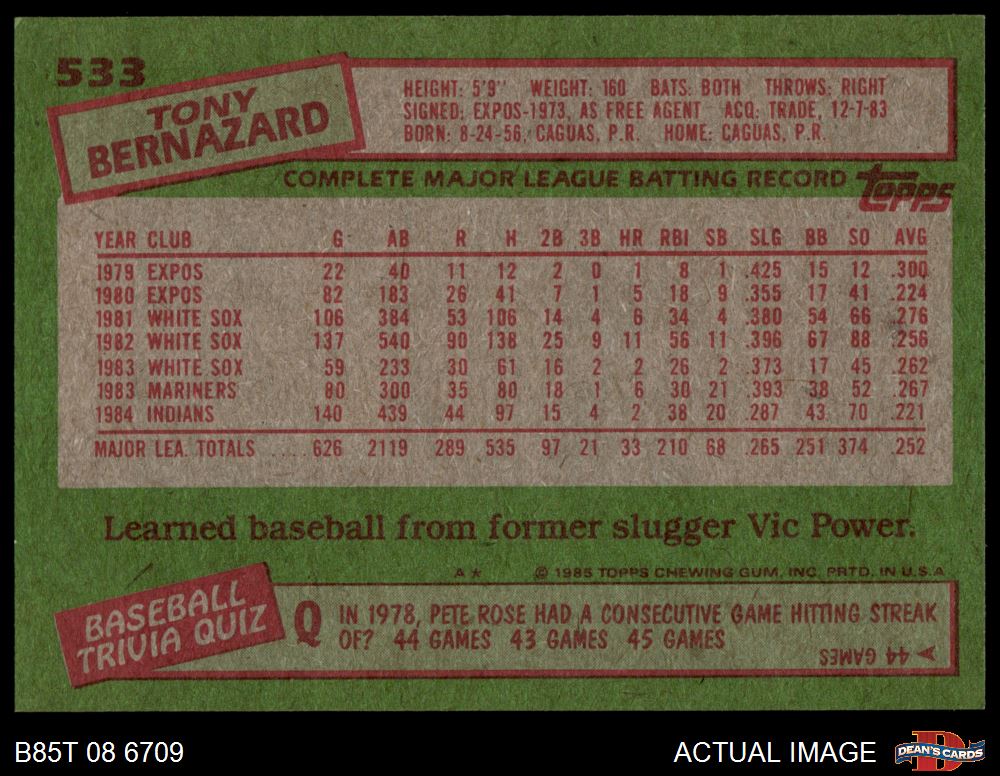 533
TONY
BERNAZARD
HEIGHT: 5'9" WEIGHT: 160 BATS: BOTH THROWS: RIGHT
SIGNED: EXPOS-1973, AS FREE AGENT ACQ: TRADE, 12-7-83
BORN: 8-24-56, CAGUAS, P.R. HOME: CAGUAS, P.R.
COMPLETE MAJOR LEAGUE BATTING RECORD topps
YEAR CLUB G AB R H 2B 3B HR RBI SB SLG BB SO AVG
1979 EXPOS 22 40 11 12 2 0 1 8 1 .425 15 12 .300
1980 EXPOS 82 183 26 41 7 1 5 18 9 .355 17 41 .224
1981 WHITE SOX 106 384 53 106 14 4 6 34 4 .380 54 66 .276
1982 WHITE SOX 137 540 90 138 25 9 11 56 11 .396 67 88 .256
1983 WHITE SOX 59 233 30 61 16 2 2 26 2 .373 17 45 .262
1983 MARINERS 80 300 35 80 18 1 6 30 21 .393 38 52 .267
1984 INDIANS 140 439 44 97 15 4 2 38 20 .287 43 70 .221
MAJOR LEA. TOTALS .... 626 2119 289 535 97 21 33 210 68 .265 251 374 .252
Learned baseball from former slugger Vic Power.
A* © 1985 TOPPS CHEWING GUM, INC. PRTD. IN U.S.A.
BASEBALL
TRIVIA QUIZ
Q IN 1978, PETE ROSE HAD A CONSECUTIVE GAME HITTING STREAK
OF? 44 GAMES 43 GAMES 45 GAMES
A 44 GAMES
B85T 08 6709 ACTUAL IMAGE D DEAN'S CARDS